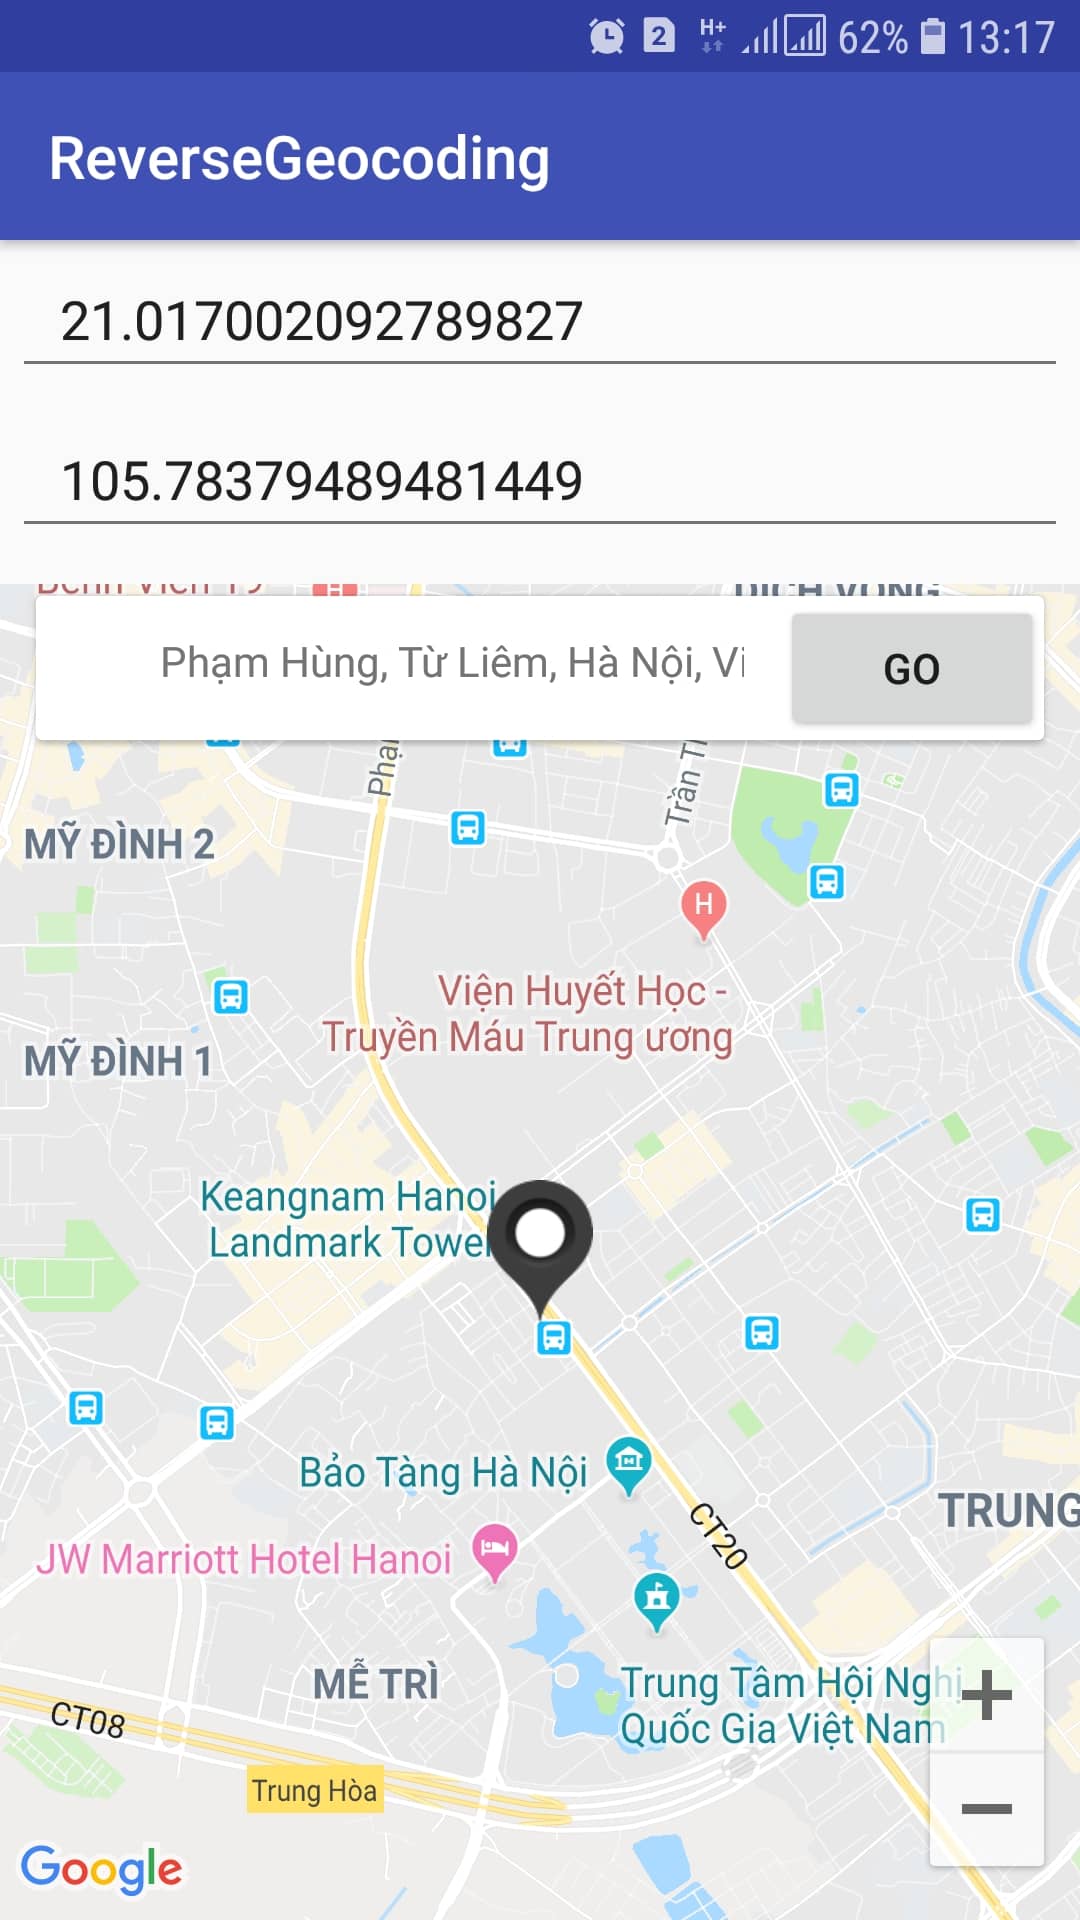 2 H+ 62% 13:17
ReverseGeocoding
21.017002092789827
105.78379489481449
Phạm Hùng, Từ Liêm, Hà Nội, Vi
GO
Trần
MỸ ĐÌNH 2
H
Viện Huyết Học -
Truyền Máu Trung ương
MỸ ĐÌNH 1
Keangnam Hanoi
Landmark Tower
Bảo Tàng Hà Nội
CT20
TRUNG
JW Marriott Hotel Hanoi
MỄ TRÌ
Trung Tâm Hội Nghị
Quốc Gia Việt Nam
CT08
Trung Hòa
+
−
Google